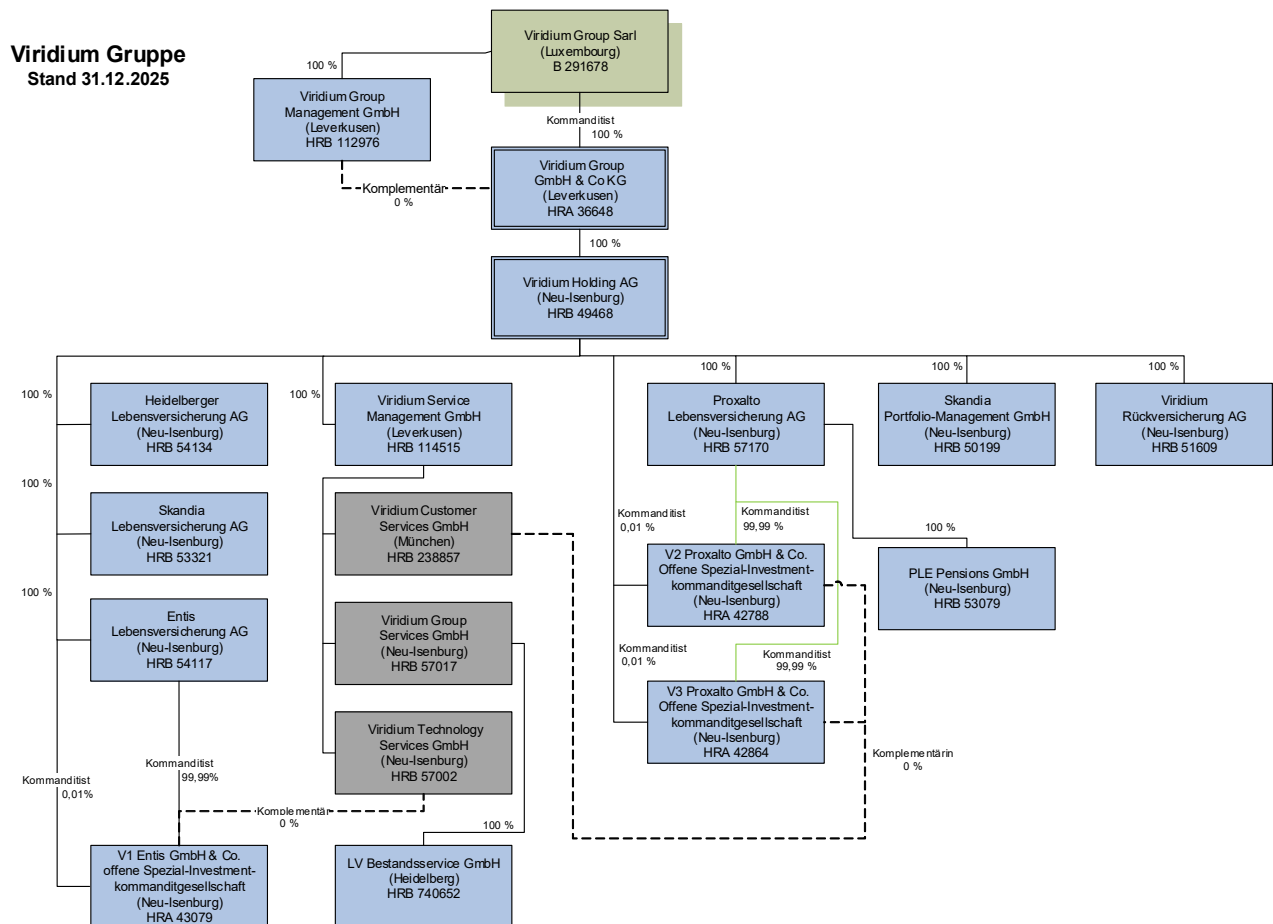 Viridium Gruppe
Stand 31.12.2025
Viridium Group Sarl
(Luxembourg)
B 291678
100 %
Viridium Group
Management GmbH
(Leverkusen)
HRB 112976
Kommanditist
100 %
Komplementär
0 %
Viridium Group
GmbH & Co KG
(Leverkusen)
HRA 36648
100 %
Viridium Holding AG
(Neu-Isenburg)
HRB 49468
100 %
100 %
100 %
100 %
100 %
Heidelberger
Lebensversicherung AG
(Neu-Isenburg)
HRB 54134
Viridium Service
Management GmbH
(Leverkusen)
HRB 114515
Proxalto
Lebensversicherung AG
(Neu-Isenburg)
HRB 57170
Skandia
Portfolio-Management GmbH
(Neu-Isenburg)
HRB 50199
Viridium
Rückversicherung AG
(Neu-Isenburg)
HRB 51609
100 %
Skandia
Lebensversicherung AG
(Neu-Isenburg)
HRB 53321
Viridium Customer
Services GmbH
(München)
HRB 238857
Kommanditist
0,01 %
Kommanditist
99,99 %
100 %
V2 Proxalto GmbH & Co.
Offene Spezial-Investment-
kommanditgesellschaft
(Neu-Isenburg)
HRA 42788
PLE Pensions GmbH
(Neu-Isenburg)
HRB 53079
100 %
Entis
Lebensversicherung AG
(Neu-Isenburg)
HRB 54117
Viridium Group
Services GmbH
(Neu-Isenburg)
HRB 57017
Kommanditist
0,01 %
Kommanditist
99,99 %
V3 Proxalto GmbH & Co.
Offene Spezial-Investment-
kommanditgesellschaft
(Neu-Isenburg)
HRA 42864
Viridium Technology
Services GmbH
(Neu-Isenburg)
HRB 57002
Komplementärin
0 %
Kommanditist
0,01%
Kommanditist
99,99%
Komplementär
0 %
100 %
V1 Entis GmbH & Co.
offene Spezial-Investment-
kommanditgesellschaft
(Neu-Isenburg)
HRA 43079
LV Bestandsservice GmbH
(Heidelberg)
HRB 740652